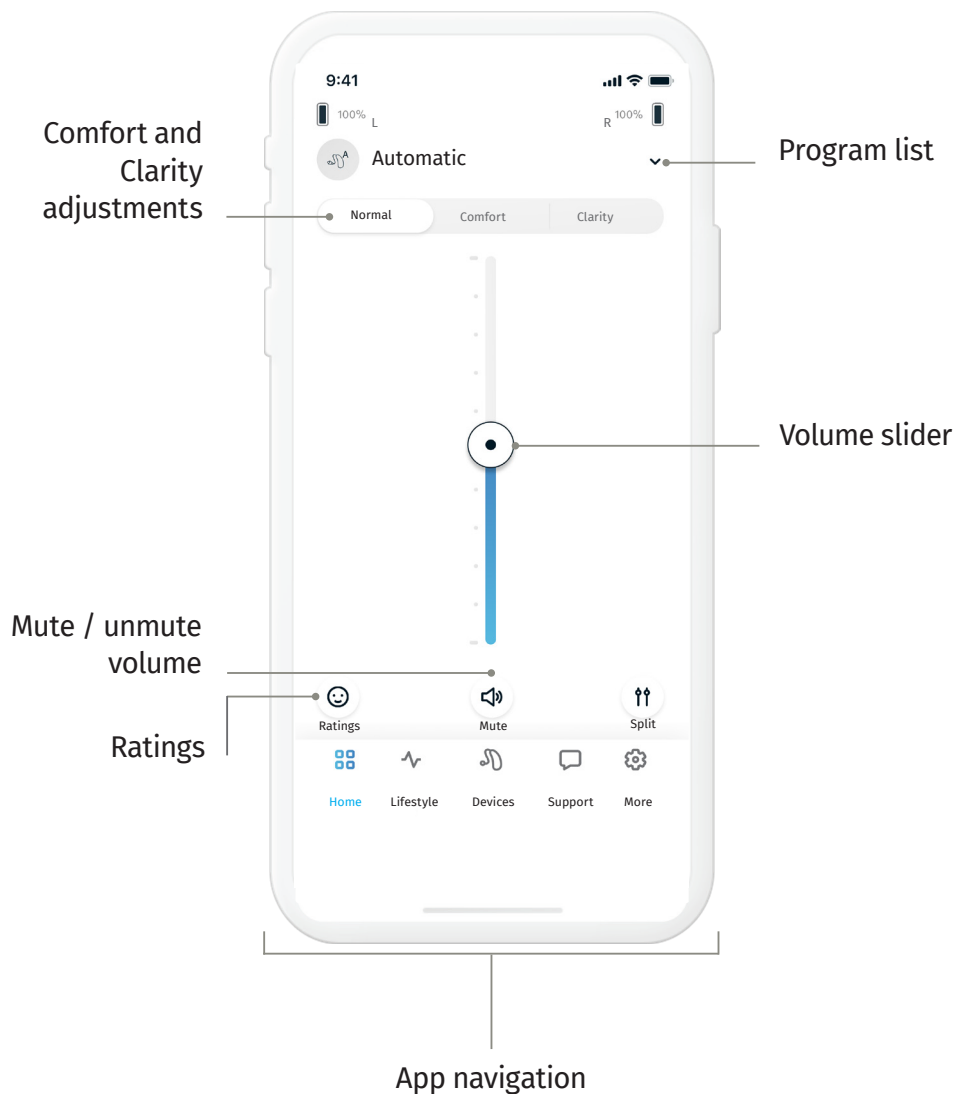 9:41
100% L
R 100%
Comfort and
Clarity
adjustments
A
Automatic
Program list
Normal
Comfort
Clarity
Volume slider
Mute / unmute
volume
Ratings
Ratings
Mute
Split
Home
Lifestyle
Devices
Support
More
App navigation